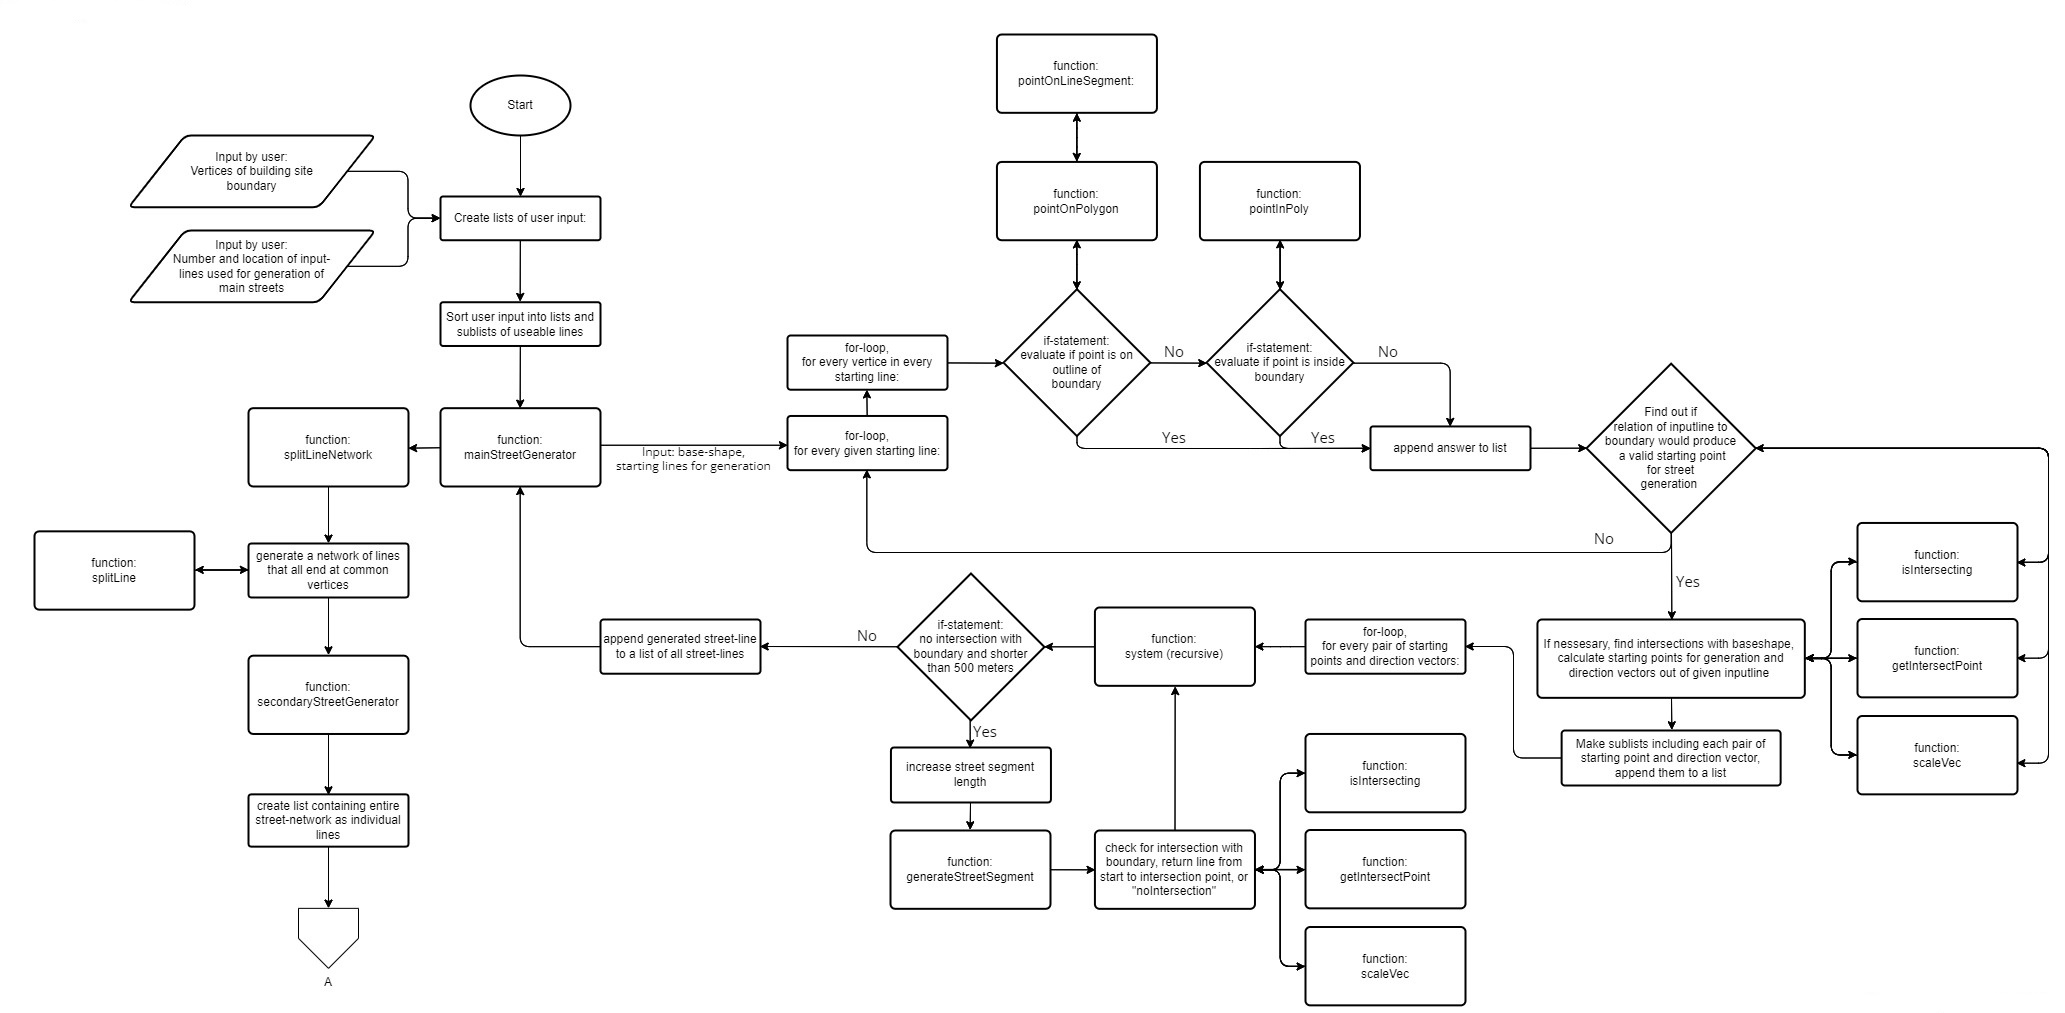 function:
pointOnLineSegment:
Start
Input by user:
Vertices of building site
boundary
function:
pointOnPolygon
function:
pointInPoly
Create lists of user input:
Input by user:
Number and location of input-
lines used for generation of
main streets
Sort user input into lists and
sublists of useable lines
for-loop,
for every vertice in every
starting line:
if-statement:
evaluate if point is on
outline of
boundary
No
if-statement:
evaluate if point is inside
boundary
No
function:
splitLineNetwork
function:
mainStreetGenerator
Input: base-shape,
starting lines for generation
for-loop,
for every given starting line:
Yes
Yes
append answer to list
Find out if
relation of inputline to
boundary would produce
a valid starting point
for street
generation
No
Yes
function:
splitLine
generate a network of lines
that all end at common
vertices
function:
isIntersecting
append generated street-line
to a list of all street-lines
No
if-statement:
no intersection with
boundary and shorter
than 500 meters
function:
system (recursive)
for-loop,
for every pair of starting
points and direction vectors:
If nessesary, find intersections with baseshape,
calculate starting points for generation and
direction vectors out of given inputline
function:
getIntersectPoint
function:
secondaryStreetGenerator
Yes
Make sublists including each pair of
starting point and direction vector,
append them to a list
function:
scaleVec
increase street segment
length
function:
isIntersecting
create list containing entire
street-network as individual
lines
function:
generateStreetSegment
check for intersection with
boundary, return line from
start to intersection point, or
"noIntersection"
function:
getIntersectPoint
function:
scaleVec
A